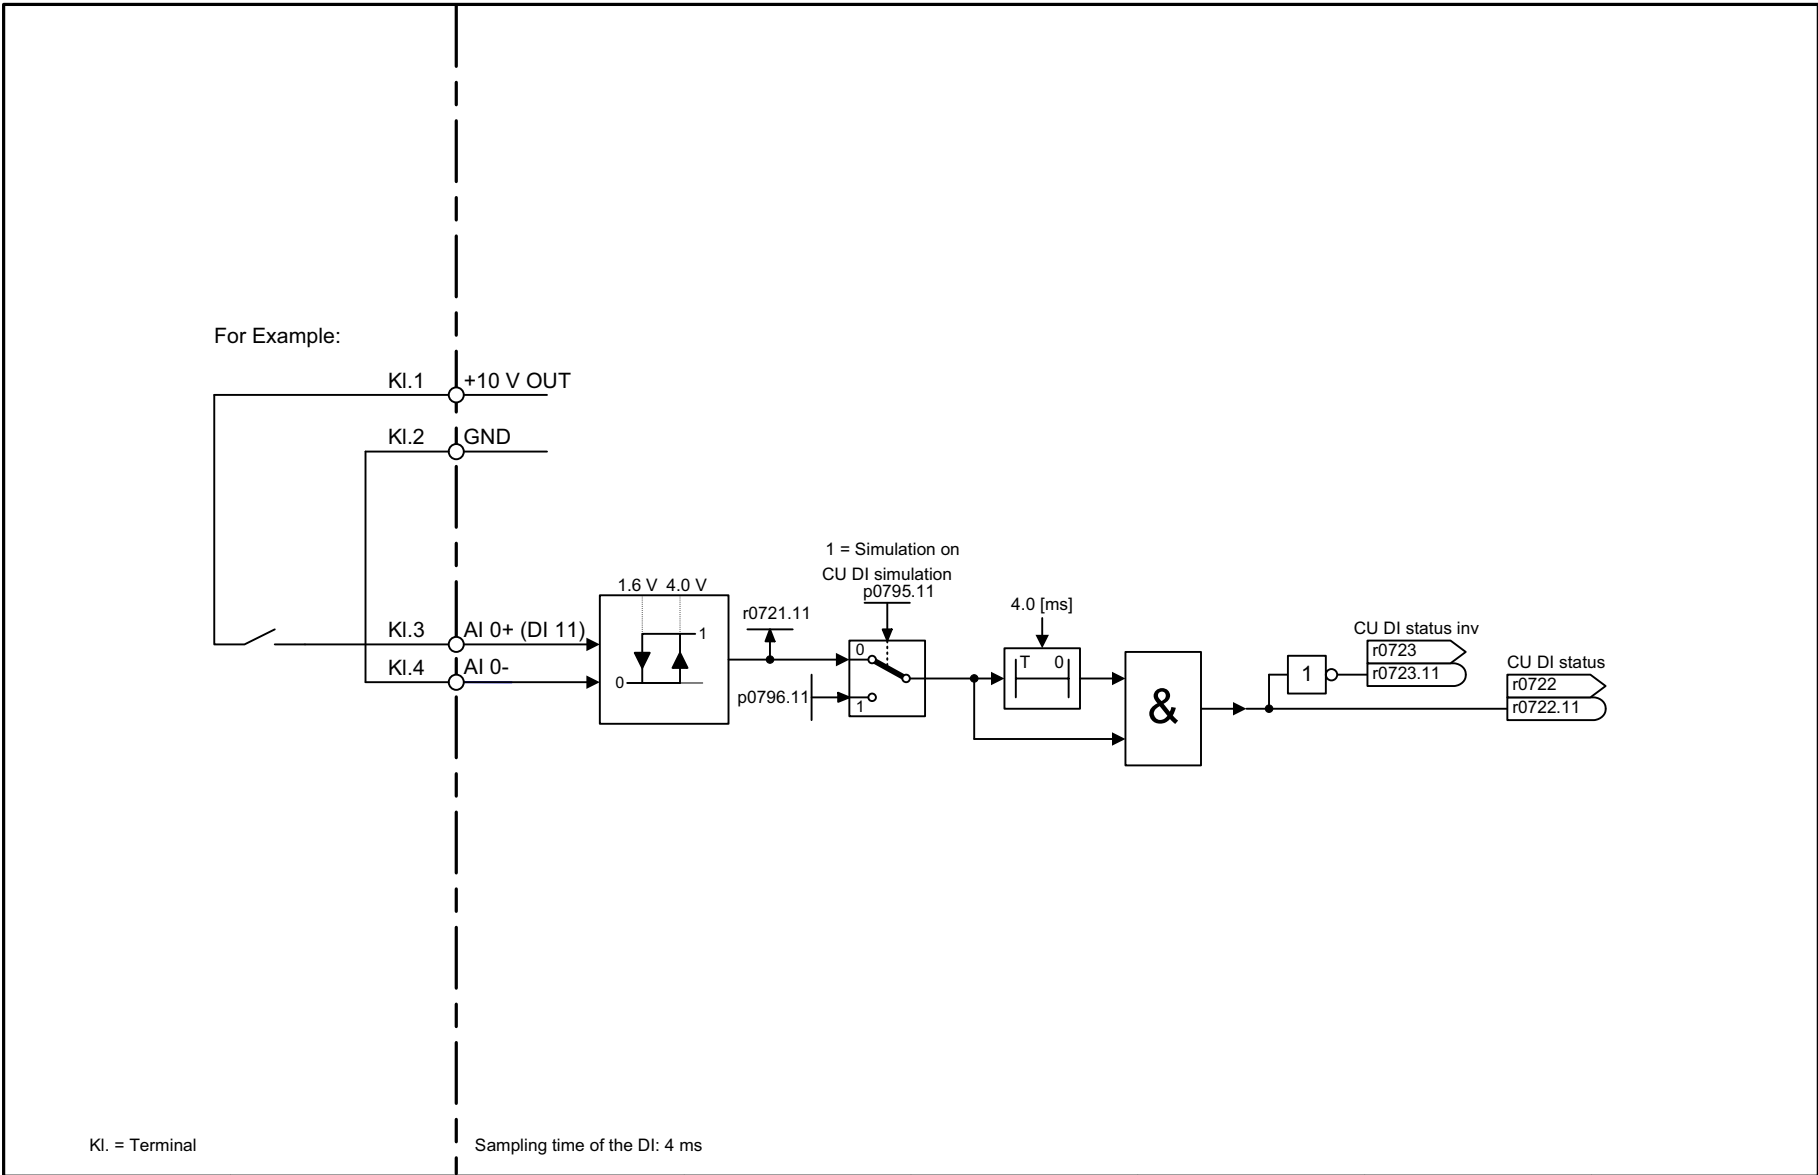 For Example:
Kl.1
+10 V OUT
Kl.2
GND
Kl.3
AI 0+ (DI 11)
Kl.4
AI 0-
1.6 V 4.0 V
1
0
r0721.11
1 = Simulation on
CU DI simulation
p0795.11
0
1
p0796.11
4.0 [ms]
T 0
&
1
CU DI status inv
r0723
r0723.11
CU DI status
r0722
r0722.11
Kl. = Terminal
Sampling time of the DI: 4 ms